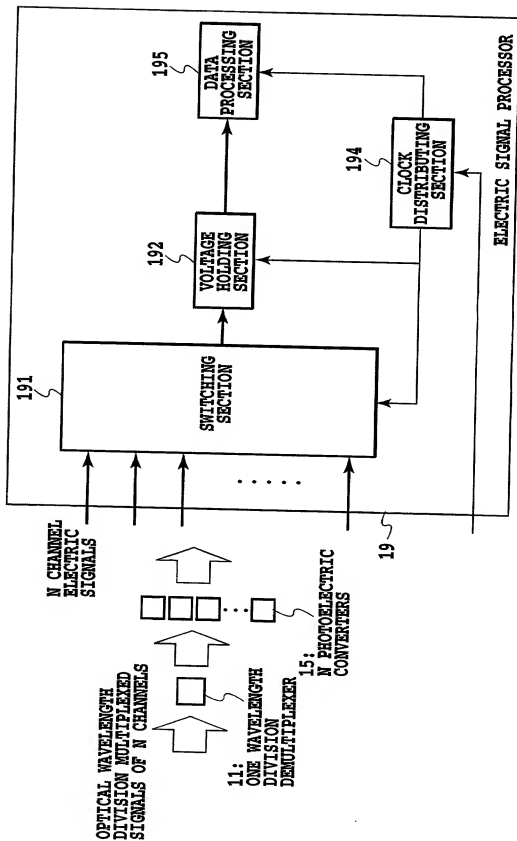 OPTICAL WAVELENGTH
DIVISION MULTIPLEXED
SIGNALS OF N CHANNELS
11:
ONE WAVELENGTH
DIVISION
DEMULTIPLEXER
15:
N PHOTOELECTRIC
CONVERTERS
N CHANNEL
ELECTRIC
SIGNALS
19
191
SWITCHING
SECTION
192
VOLTAGE
HOLDING
SECTION
194
CLOCK
DISTRIBUTING
SECTION
195
DATA
PROCESSING
SECTION
ELECTRIC SIGNAL PROCESSOR